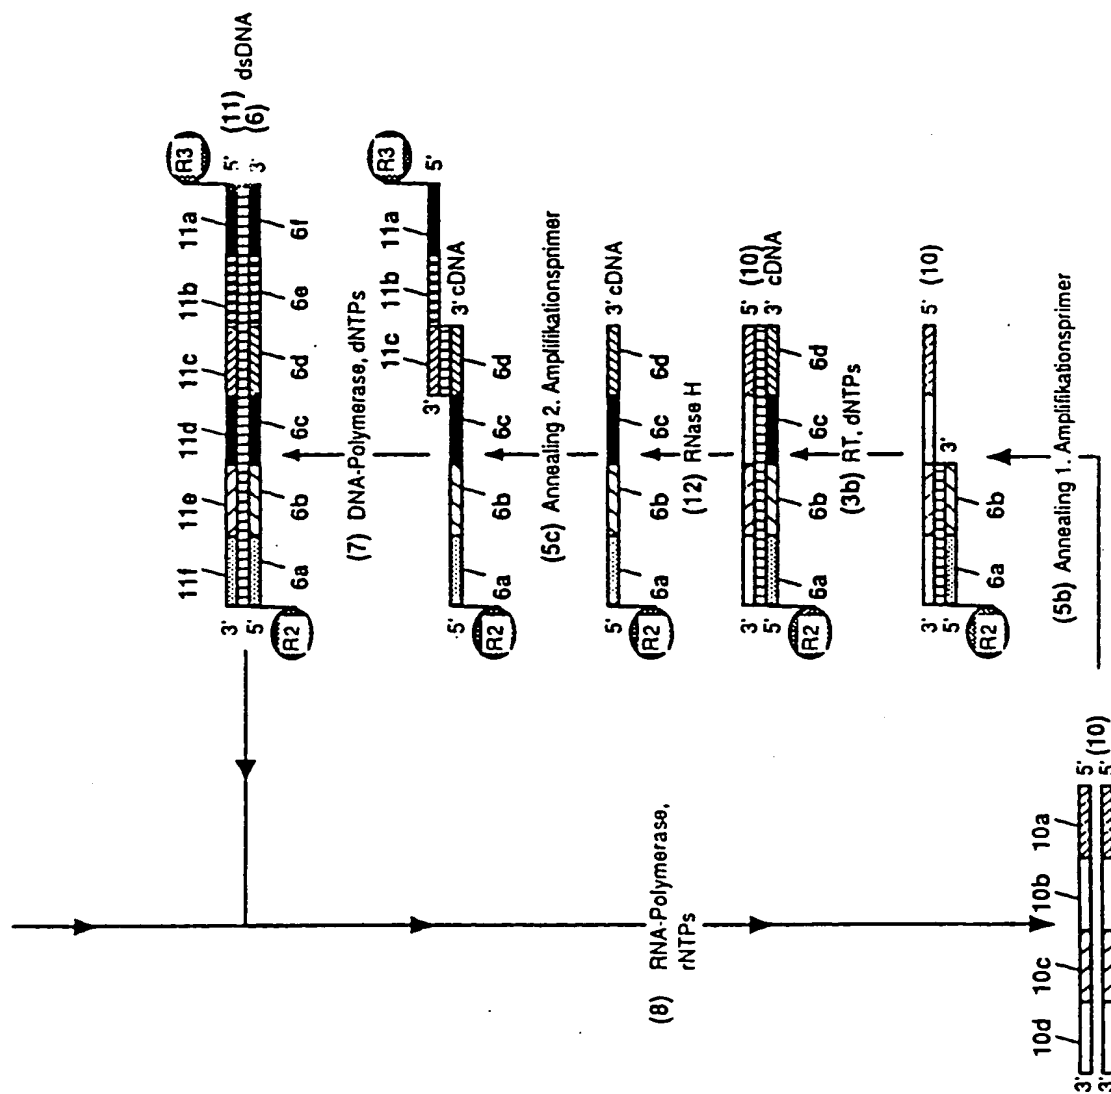 R3
11f 11e 11d 11c 11b 11a
3' 5' (11) dsDNA
5' 3' (6)
R2
6a 6b 6c 6d 6e 6f
(7) DNA-Polymerase, dNTPs
R3
11c 11b 11a
3' 5'
5' 3' cDNA
R2
6a 6b 6c 6d
(5c) Annealing 2. Amplifikationsprimer
5' 3' cDNA
R2
6a 6b 6c 6d
(12) RNase H
3' 5' (10)
5' 3' cDNA
R2
6a 6b 6c 6d
(3b) RT, dNTPs
3' 5' (10)
5' 3'
R2
6a 6b
(5b) Annealing 1. Amplifikationsprimer
(8) RNA-Polymerase,
rNTPs
10d 10c 10b 10a
3' 5'
3' 5' (10)